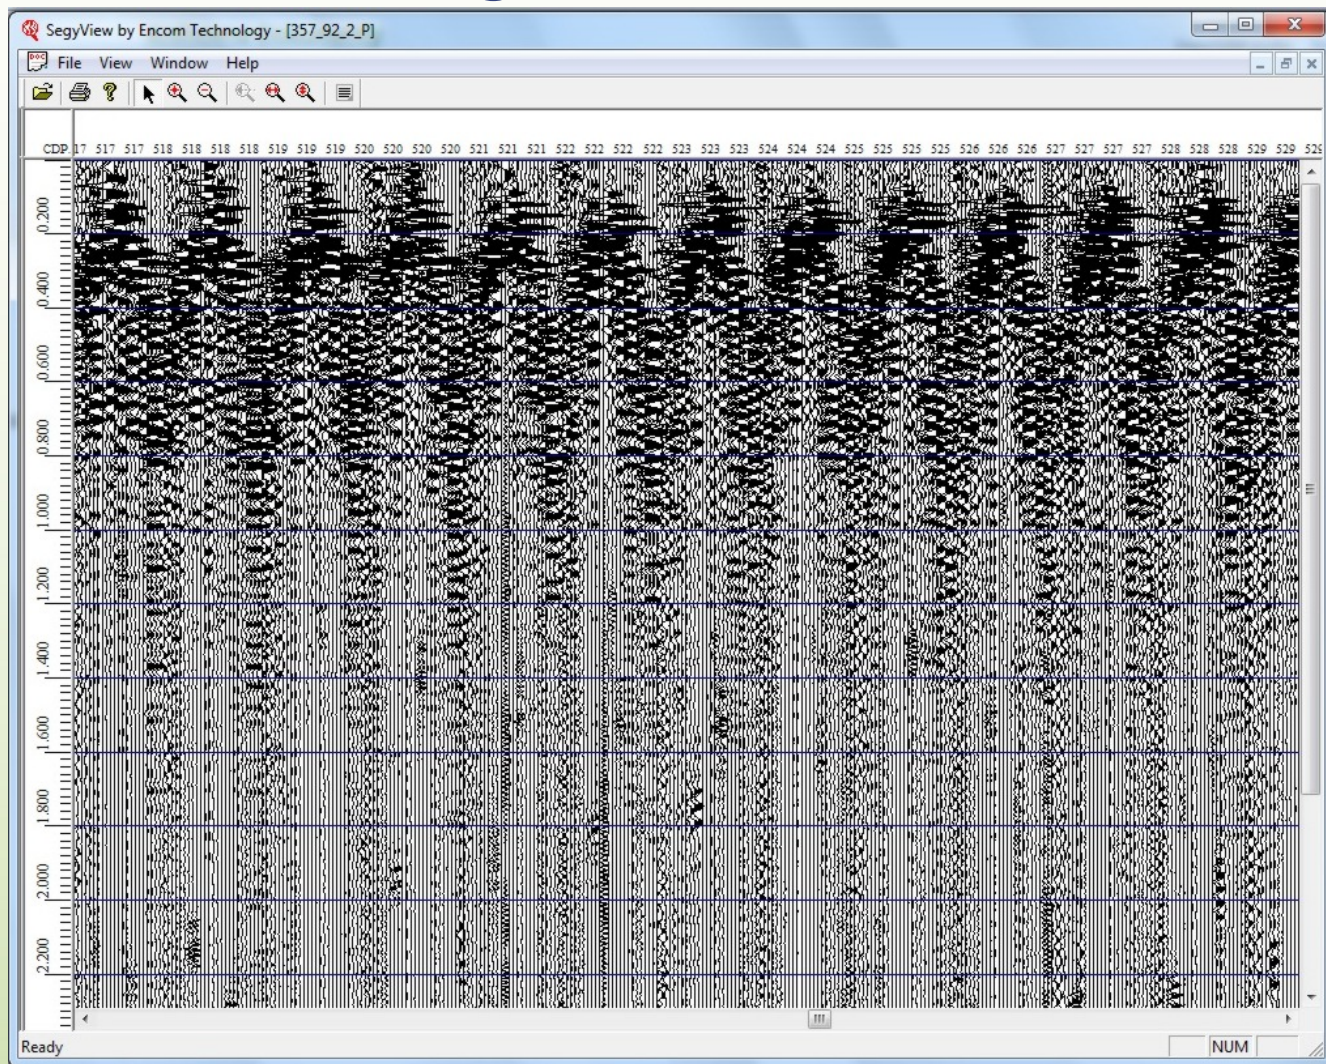 SegyView by Encom Technology - [357_92_2_P]
File View Window Help
CDP 17 517 517 518 518 518 518 519 519 519 520 520 520 520 521 521 521 522 522 522 522 523 523 523 524 524 524 525 525 525 525 526 526 527 527 527 527 528 528 528 529 529 529
0.200
0.400
0.600
0.800
1.000
1.200
1.400
1.600
1.800
2.000
2.200
Ready NUM